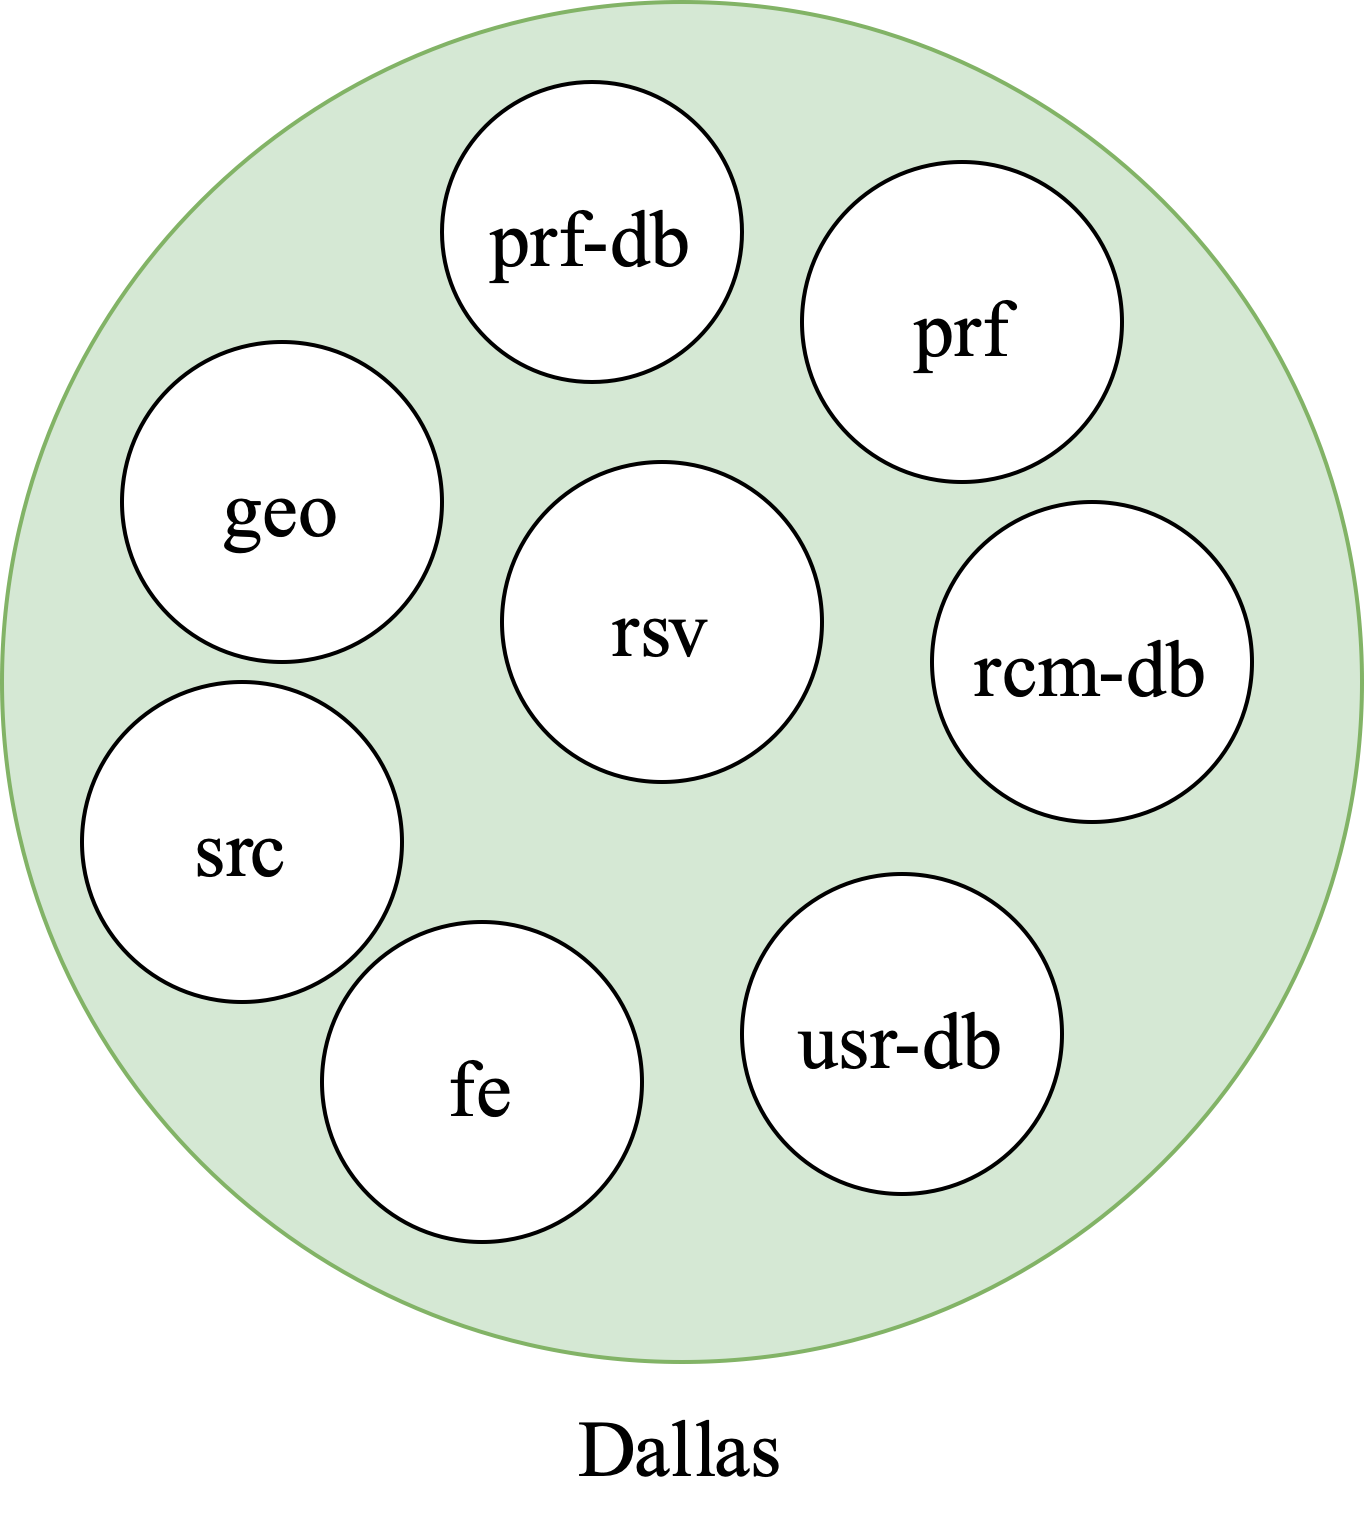 prf-db
prf
geo
rsv
rcm-db
src
usr-db
fe
Dallas